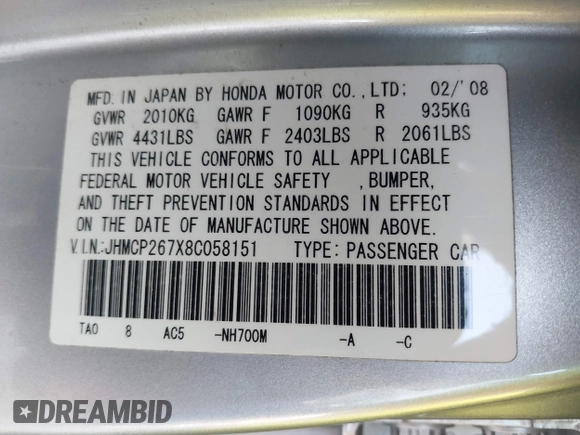 MFD. IN JAPAN BY HONDA MOTOR CO., LTD: 02/'08
GVWR 2010KG GAWR F 1090KG R 935KG
GVWR 4431LBS GAWR F 2403LBS R 2061LBS
THIS VEHICLE CONFORMS TO ALL APPLICABLE
FEDERAL MOTOR VEHICLE SAFETY , BUMPER,
AND THEFT PREVENTION STANDARDS IN EFFECT
ON THE DATE OF MANUFACTURE SHOWN ABOVE.
V.I.N.:JHMCP267X8C058151 TYPE: PASSENGER CAR
TA0 8 AC5 -NH700M -A -C
DREAMBID